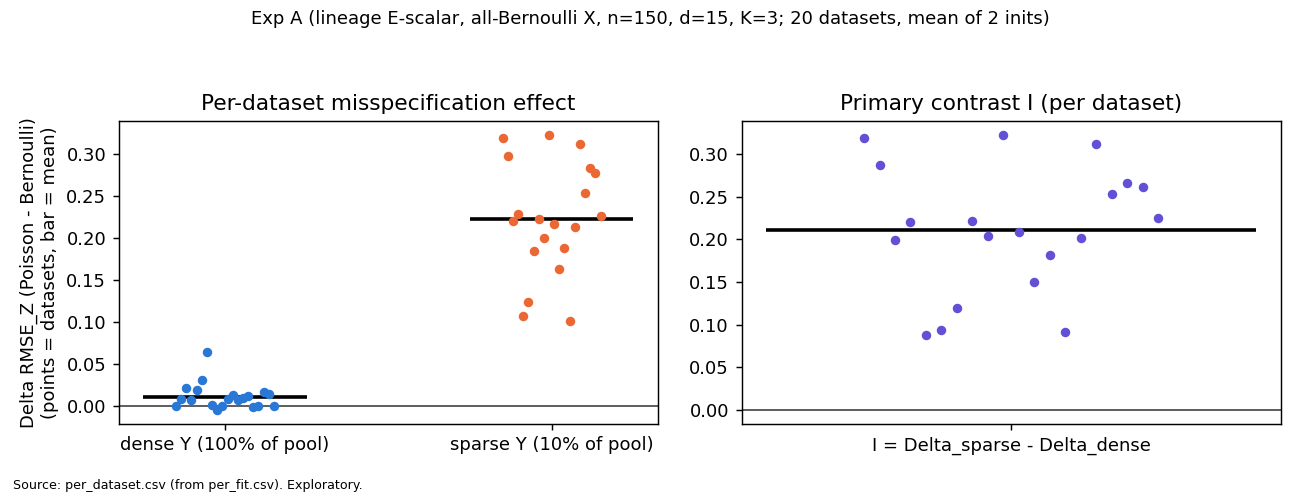 Exp A (lineage E-scalar, all-Bernoulli X, n=150, d=15, K=3; 20 datasets, mean of 2 inits)
Per-dataset misspecification effect
Delta RMSE_Z (Poisson - Bernoulli)
(points = datasets, bar = mean)
0.30
0.25
0.20
0.15
0.10
0.05
0.00
dense Y (100% of pool)
sparse Y (10% of pool)
Primary contrast I (per dataset)
0.30
0.25
0.20
0.15
0.10
0.05
0.00
I = Delta_sparse - Delta_dense
Source: per_dataset.csv (from per_fit.csv). Exploratory.